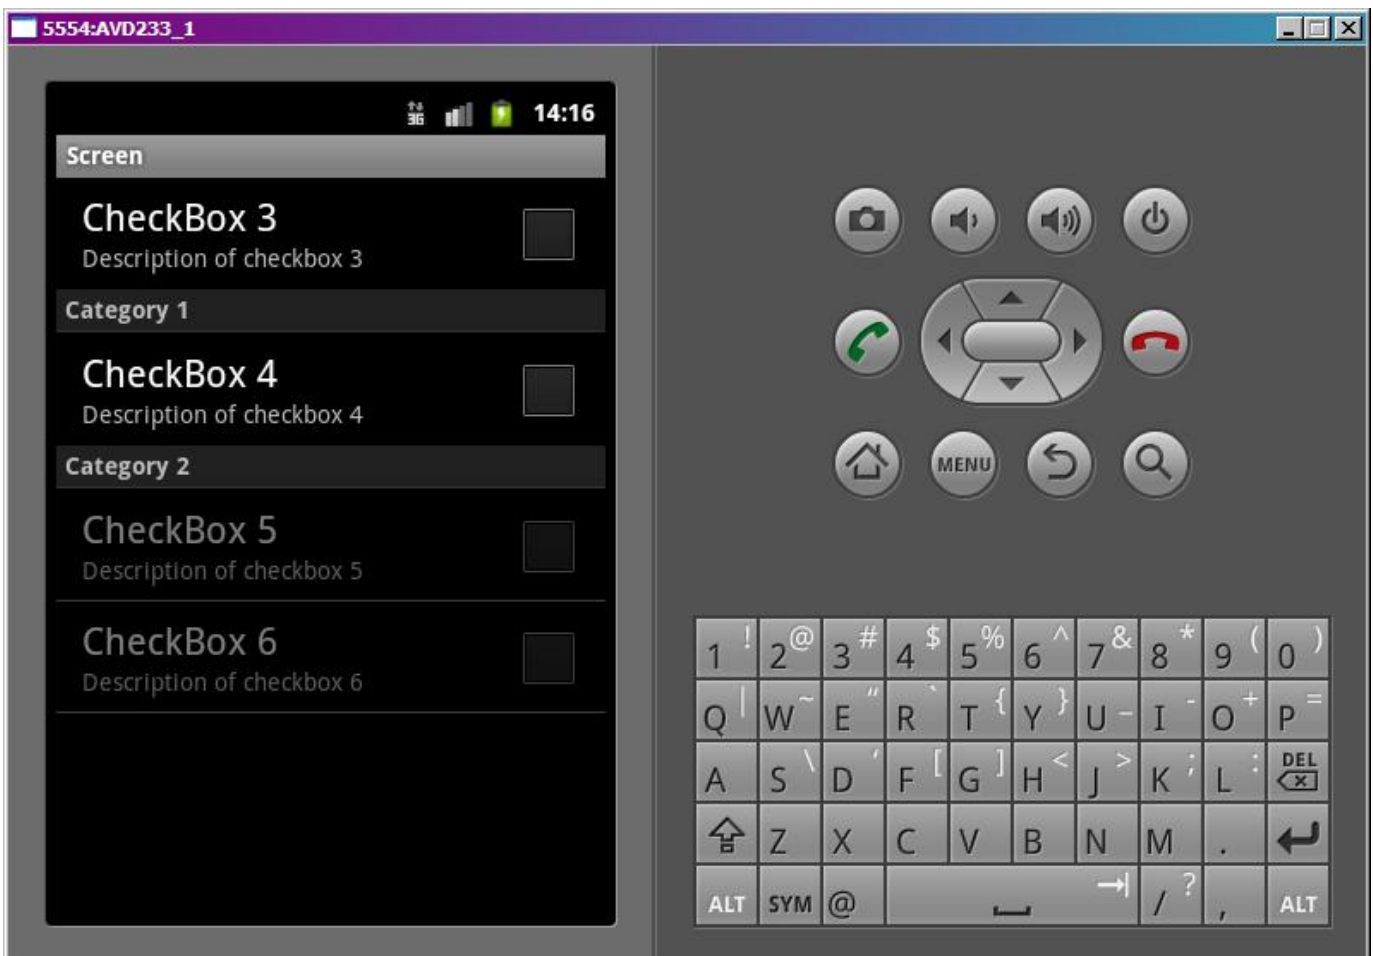 5554:AVD233_1
3G 14:16
Screen
CheckBox 3
Description of checkbox 3
Category 1
CheckBox 4
Description of checkbox 4
Category 2
CheckBox 5
Description of checkbox 5
CheckBox 6
Description of checkbox 6
MENU
1 ! 2 @ 3 # 4 $ 5 % 6 ^ 7 & 8 * 9 ( 0 )
Q | W ~ E “ R ` T { Y } U _ I - O + P =
A S \ D ‘ F [ G ] H < J > K ; L : DEL
Z X C V B N M .
ALT SYM @ / ? , ALT